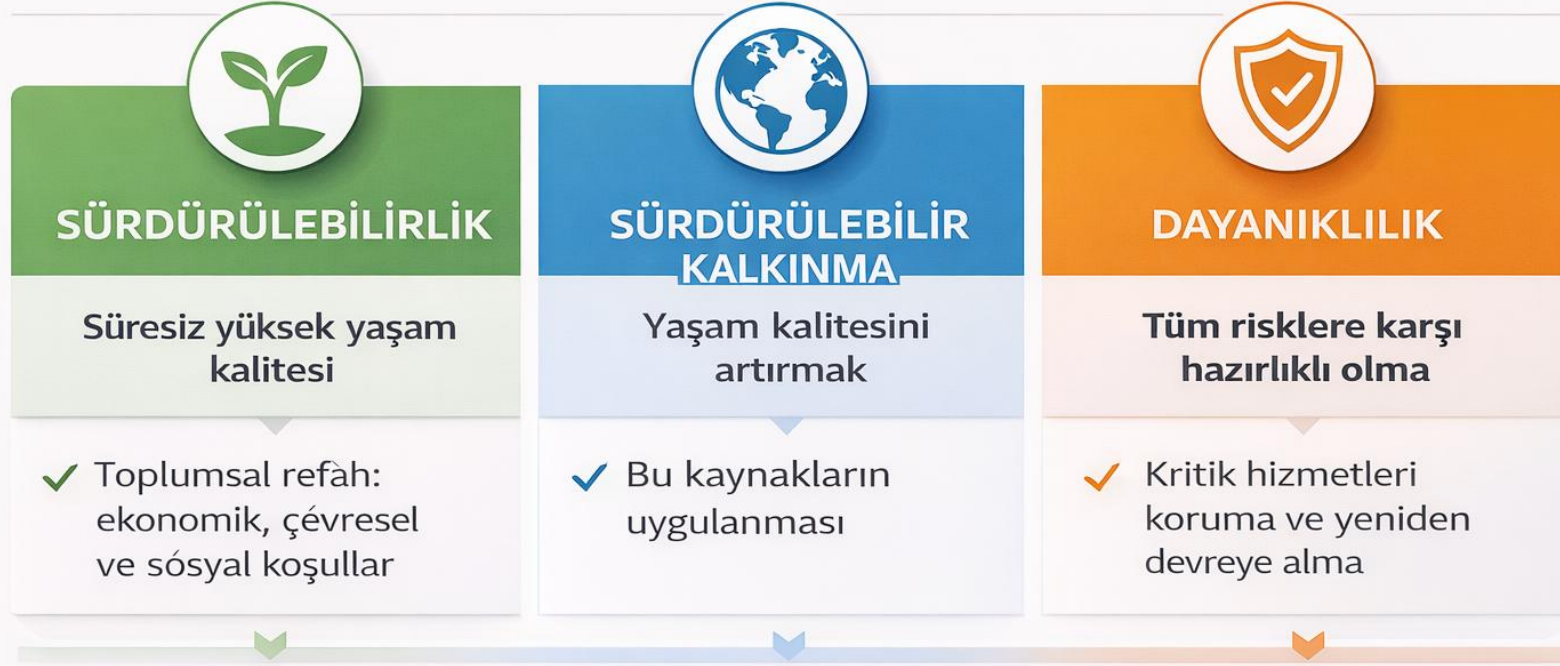 SÜRDÜRÜLEBİLİRLİK
Süresiz yüksek yaşam
kalitesi
Toplumsal refàh:
ekonomik, çévresel
ve sósyal koşullar
SÜRDÜRÜLEBİLİR
KALKINMA
Yaşam kalitesini
artırmak
Bu kaynakların
uygulanması
DAYANIKLILIK
Tüm risklere karşı
hazırlıklı olma
Kritik hizmetleri
koruma ve yeniden
devreye alma